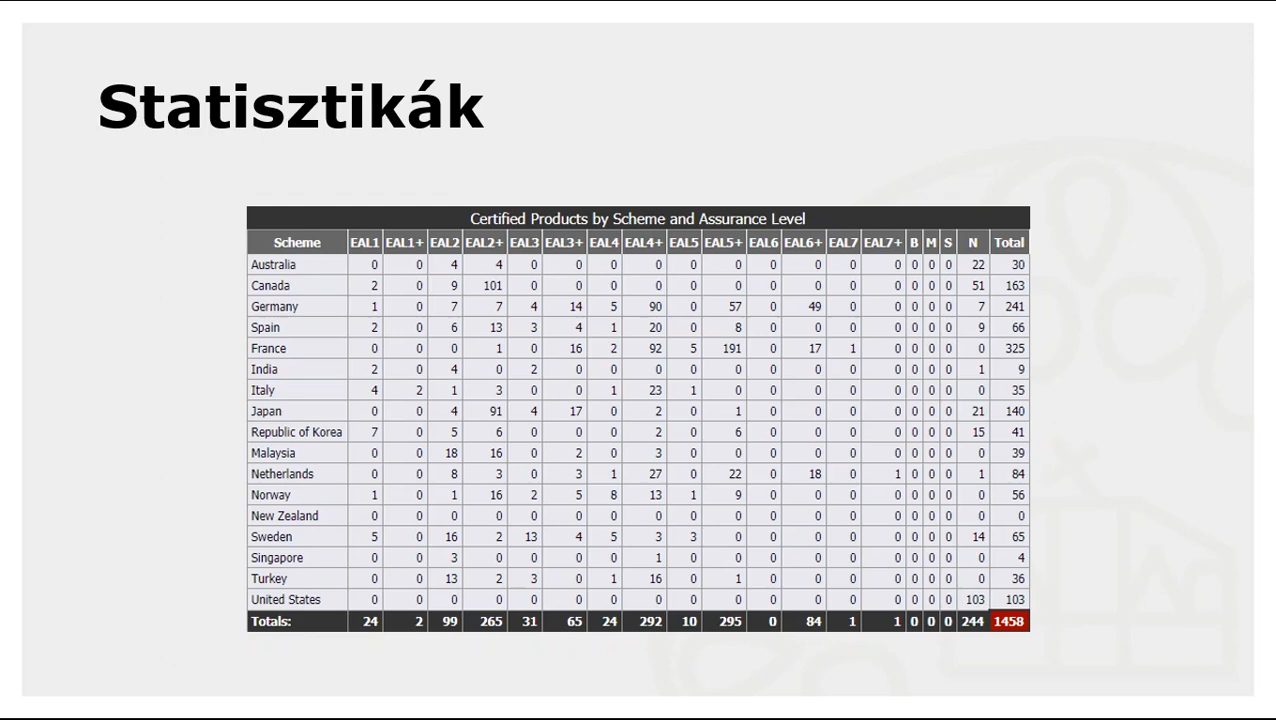 Statisztikák
Certified Products by Scheme and Assurance Level
Scheme EAL1 EAL1+ EAL2 EAL2+ EAL3 EAL3+ EAL4 EAL4+ EAL5 EAL5+ EAL6 EAL6+ EAL7 EAL7+ B M S N Total
Australia 0 0 4 4 0 0 0 0 0 0 0 0 0 0 0 0 0 22 30
Canada 2 0 9 101 0 0 0 0 0 0 0 0 0 0 0 0 0 51 163
Germany 1 0 7 7 4 14 5 90 0 57 0 49 0 0 0 0 0 7 241
Spain 2 0 6 13 3 4 1 20 0 8 0 0 0 0 0 0 0 9 66
France 0 0 0 1 0 16 2 92 5 191 0 17 1 0 0 0 0 0 325
India 2 0 4 0 2 0 0 0 0 0 0 0 0 0 0 0 0 1 9
Italy 4 2 1 3 0 0 1 23 1 0 0 0 0 0 0 0 0 0 35
Japan 0 0 4 91 4 17 0 2 0 1 0 0 0 0 0 0 0 21 140
Republic of Korea 7 0 5 6 0 0 0 2 0 6 0 0 0 0 0 0 0 15 41
Malaysia 0 0 18 16 0 2 0 3 0 0 0 0 0 0 0 0 0 0 39
Netherlands 0 0 8 3 0 3 1 27 0 22 0 18 0 1 0 0 0 1 84
Norway 1 0 1 16 2 5 8 13 1 9 0 0 0 0 0 0 0 0 56
New Zealand 0 0 0 0 0 0 0 0 0 0 0 0 0 0 0 0 0 0 0
Sweden 5 0 16 2 13 4 5 3 3 0 0 0 0 0 0 0 0 14 65
Singapore 0 0 3 0 0 0 0 1 0 0 0 0 0 0 0 0 0 0 4
Turkey 0 0 13 2 3 0 1 16 0 1 0 0 0 0 0 0 0 0 36
United States 0 0 0 0 0 0 0 0 0 0 0 0 0 0 0 0 0 103 103
Totals: 24 2 99 265 31 65 24 292 10 295 0 84 1 1 0 0 0 244 1458